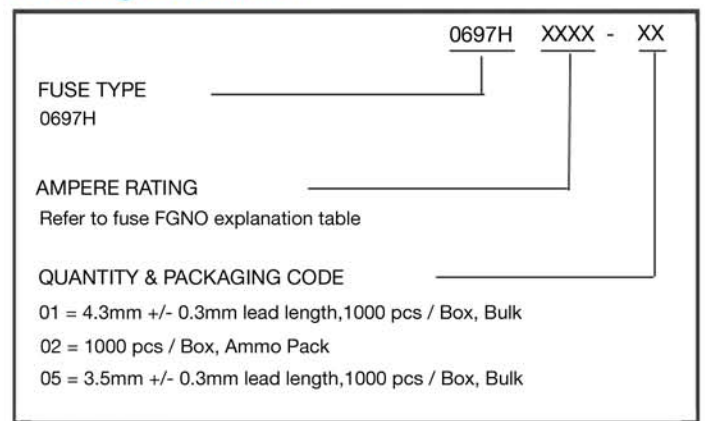 0697H XXXX - XX
FUSE TYPE
0697H
AMPERE RATING
Refer to fuse FGNO explanation table
QUANTITY & PACKAGING CODE
01 = 4.3mm +/- 0.3mm lead length,1000 pcs / Box, Bulk
02 = 1000 pcs / Box, Ammo Pack
05 = 3.5mm +/- 0.3mm lead length,1000 pcs / Box, Bulk